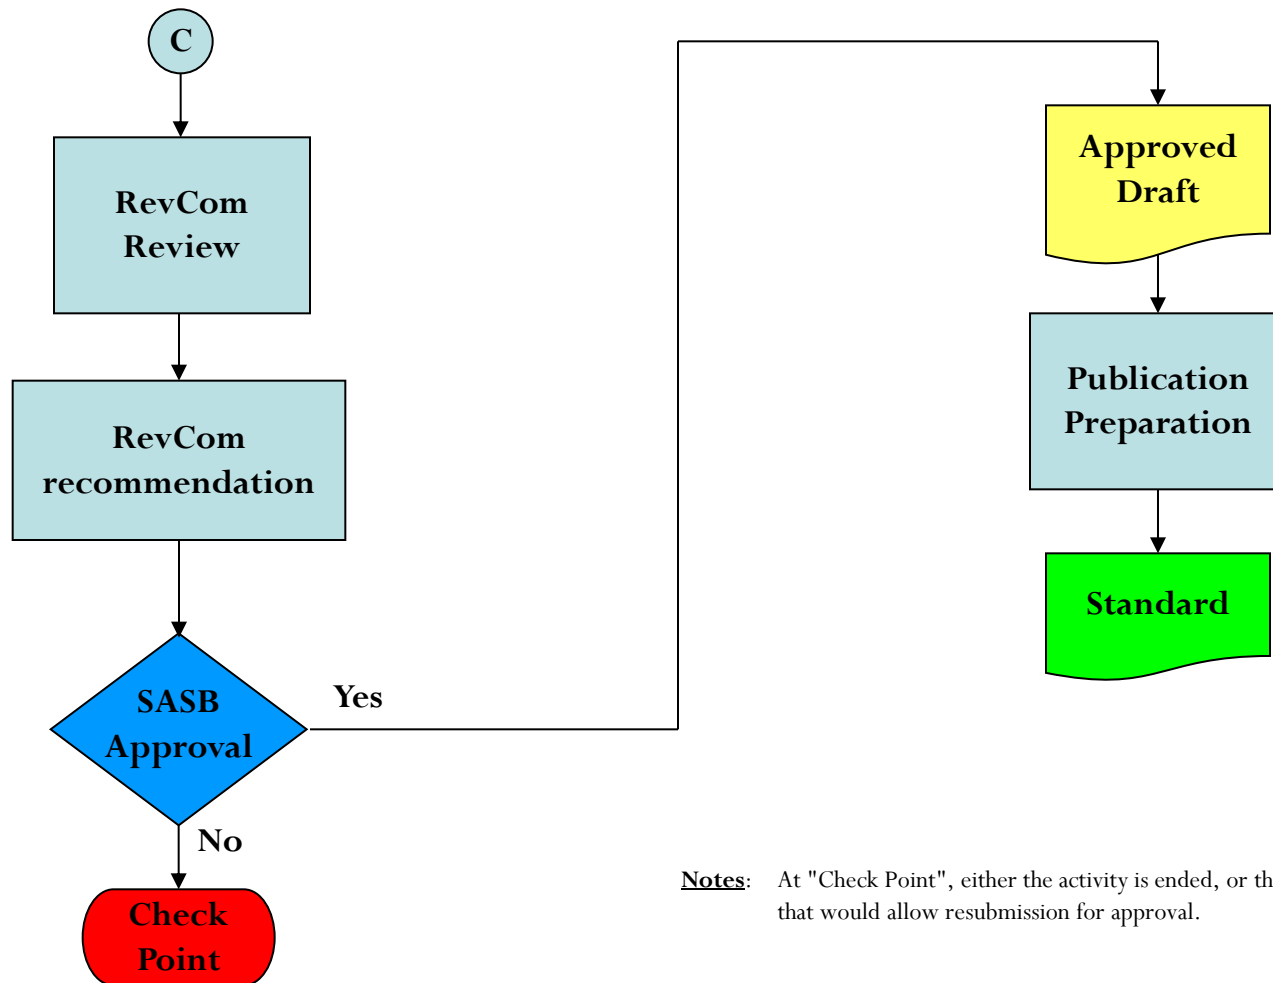 C
RevCom
Review
RevCom
recommendation
SASB
Approval
Yes
No
Check
Point
Approved
Draft
Publication
Preparation
Standard
Notes: At "Check Point", either the activity is ended, or
that would allow resubmission for approval.